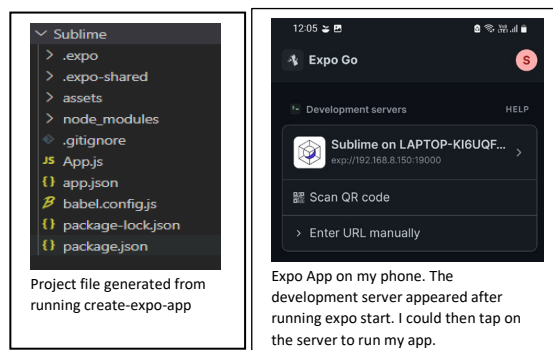 Sublime
.expo
.expo-shared
assets
node_modules
.gitignore
JS App.js
{} app.json
babel.config.js
{} package-lock.json
{} package.json
Project file generated from
running create-expo-app
12:05
Expo Go
S
Development servers
HELP
Sublime on LAPTOP-KI6UQF...
exp://192.168.8.150:19000
Scan QR code
Enter URL manually
Expo App on my phone. The
development server appeared after
running expo start. I could then tap on
the server to run my app.